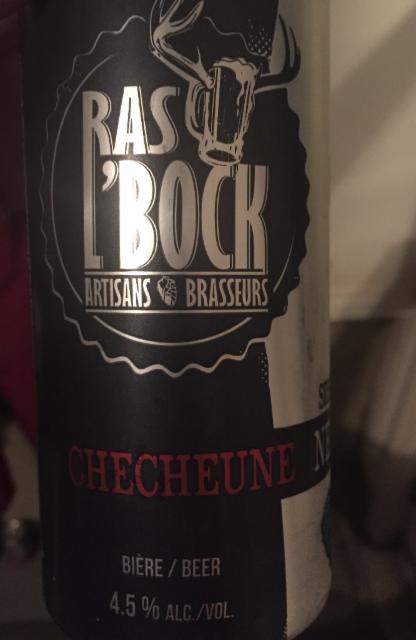 RAS
L'BOCK
ARTISANS BRASSEURS
CHECHEUNE
BIÈRE / BEER
4.5 % ALC./VOL.